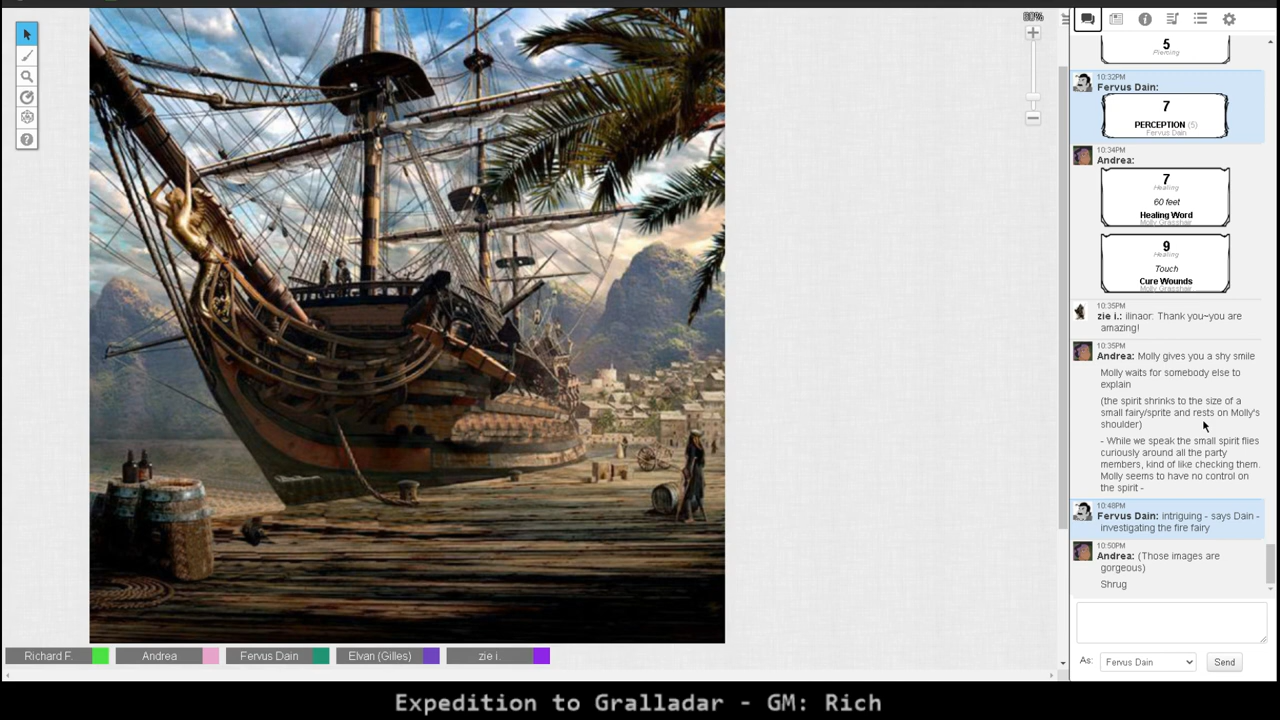 80%
5
Fleming
10:32PM
Fervus Dain:
7
PERCEPTION (5)
Fervus Dain
10:34PM
Andrea:
7
Healing
60 feet
Healing Word
Molly Grasshair
9
Healing
Touch
Cure Wounds
Molly Grasshair
10:35PM
zie i.: ilinaor: Thank you~you are
amazing!
10:35PM
Andrea: Molly gives you a shy smile
Molly waits for somebody else to
explain
(the spirit shrinks to the size of a
small fairy/sprite and rests on Molly's
shoulder)
- While we speak the small spirit flies
curiously around all the party
members, kind of like checking them.
Molly seems to have no control on
the spirit -
10:48PM
Fervus Dain: intriguing - says Dain -
investigating the fire fairy
10:50PM
Andrea: (Those images are
gorgeous)
Shrug
As: Fervus Dain Send
Richard F. Andrea Fervus Dain Elvan (Gilles) zie i.
Expedition to Gralladar - GM: Rich